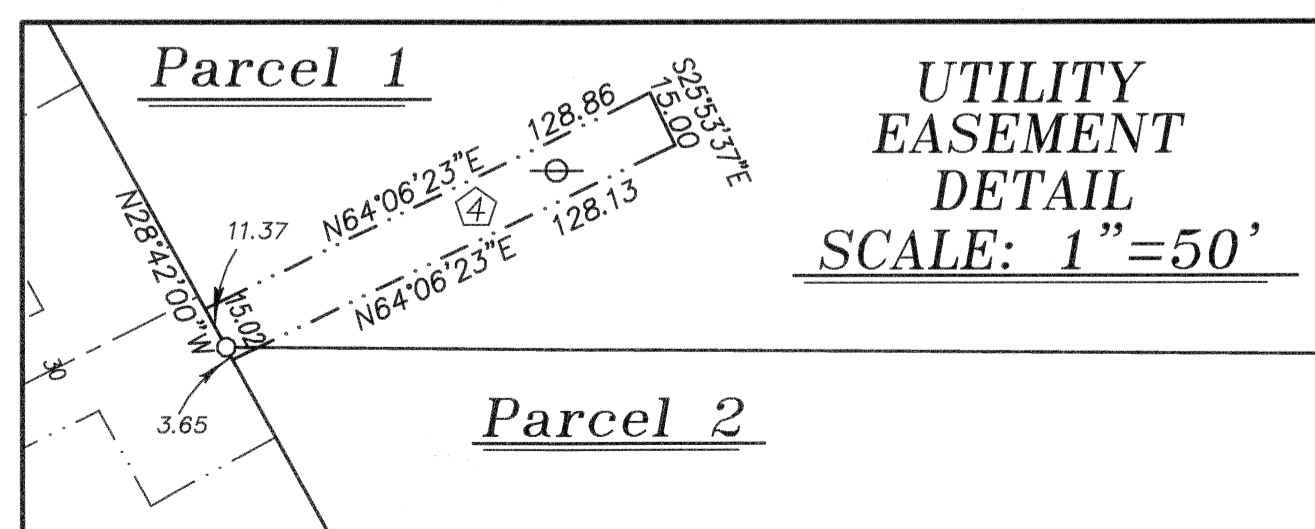 Parcel 1
UTILITY
EASEMENT
DETAIL
SCALE: 1"=50'
128.86
S25°53'37"E
15.00
N64°06'23"E
4
128.13
N64°06'23"E
N28°42'00"W
11.37
15.02
30
3.65
Parcel 2